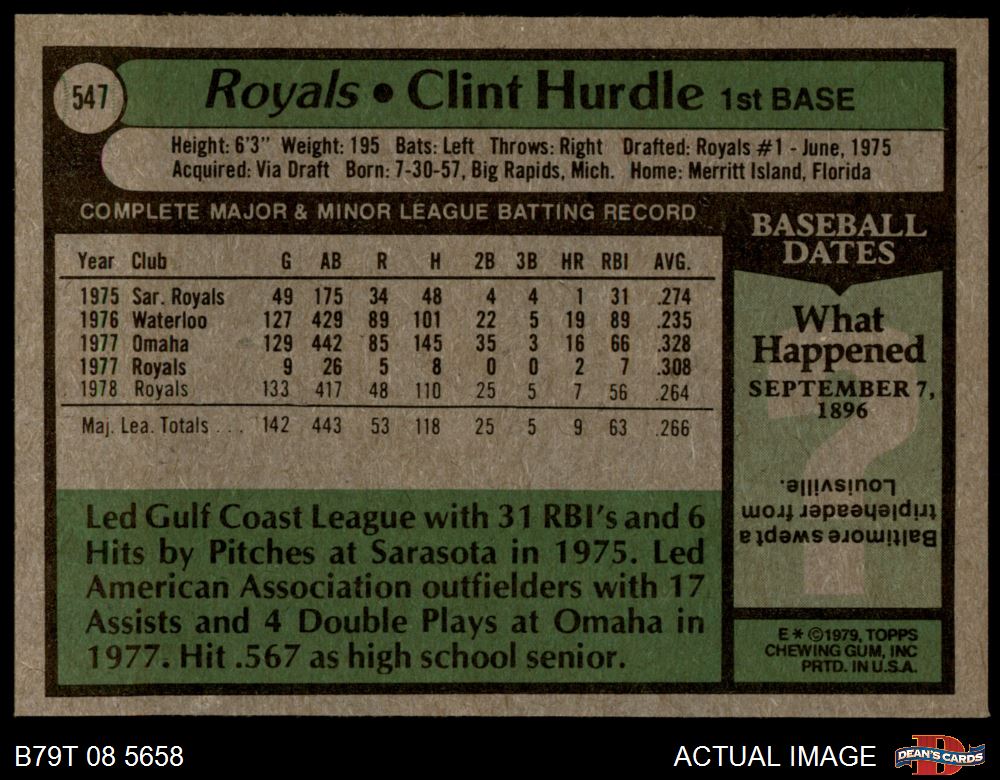 547
Royals • Clint Hurdle 1st BASE
Height: 6'3" Weight: 195 Bats: Left Throws: Right Drafted: Royals #1 - June, 1975
Acquired: Via Draft Born: 7-30-57, Big Rapids, Mich. Home: Merritt Island, Florida
COMPLETE MAJOR & MINOR LEAGUE BATTING RECORD
Year Club G AB R H 2B 3B HR RBI AVG.
1975 Sar. Royals 49 175 34 48 4 4 1 31 .274
1976 Waterloo 127 429 89 101 22 5 19 89 .235
1977 Omaha 129 442 85 145 35 3 16 66 .328
1977 Royals 9 26 5 8 0 0 2 7 .308
1978 Royals 133 417 48 110 25 5 7 56 .264
Maj. Lea. Totals . . . 142 443 53 118 25 5 9 63 .266
Led Gulf Coast League with 31 RBI's and 6
Hits by Pitches at Sarasota in 1975. Led
American Association outfielders with 17
Assists and 4 Double Plays at Omaha in
1977. Hit .567 as high school senior.
BASEBALL
DATES
What
Happened
SEPTEMBER 7,
1896
?
Baltimore swept a
tripleheader from
Louisville.
E * ©1979, TOPPS
CHEWING GUM, INC
PRTD. IN U.S.A.
B79T 08 5658
ACTUAL IMAGE
D
DEAN'S CARDS